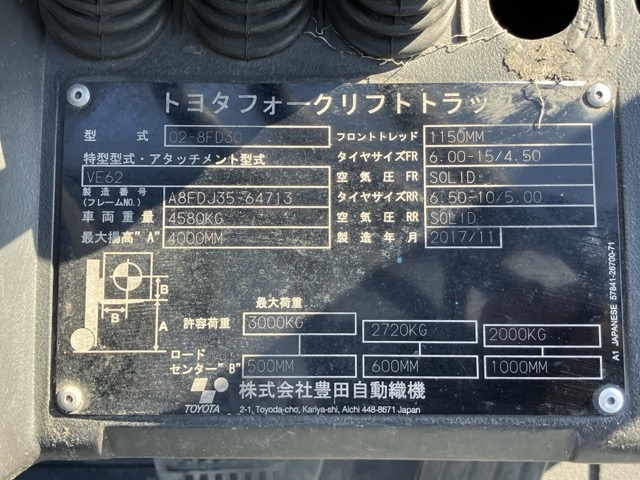 トヨタフォークリフトトラック
型式 02-8FD30 フロントトレッド 1150MM
特型型式・アタッチメント型式 タイヤサイズFR 6.00-15/4.50
VE62 空気圧FR SOLID
製造番号(フレームNO.) A8FDJ35-64713 タイヤサイズRR 6.50-10/5.00
車両重量 4580KG 空気圧RR SOLID
最大揚高"A" 4000MM 製造年月 2017/11
B
B A
最大荷重
許容荷重 3000KG 2720KG 2000KG
ロード
センター"B" 500MM 600MM 1000MM
TOYOTA 株式会社豊田自動織機
2-1, Toyoda-cho, Kariya-shi, Aichi 448-8671 Japan
A1 JAPANESE 57841-26700-71